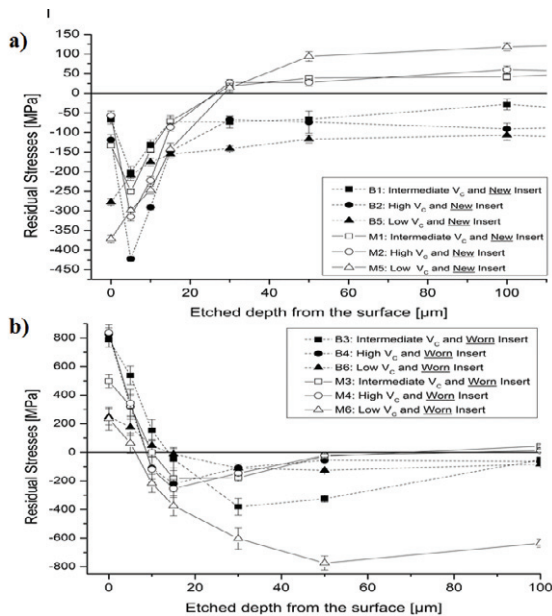 a)
Residual Stresses [MPa]
150
100
50
0
-50
-100
-150
-200
-250
-300
-350
-400
-450
B1: Intermediate Vc and New Insert
B2: High Vc and New Insert
B5: Low Vc and New Insert
M1: Intermediate Vc and New Insert
M2: High Vc and New Insert
M5: Low Vc and New Insert
0 20 40 60 80 100
Etched depth from the surface [µm]
b)
Residual Stresses [MPa]
800
600
400
200
0
-200
-400
-600
-800
B3: Intermediate Vc and Worn Insert
B4: High Vc and Worn Insert
B6: Low Vc and Worn Insert
M3: Intermediate Vc and Worn Insert
M4: High Vc and Worn Insert
M6: Low Vc and Worn Insert
0 20 40 60 80 100
Etched depth from the surface [µm]